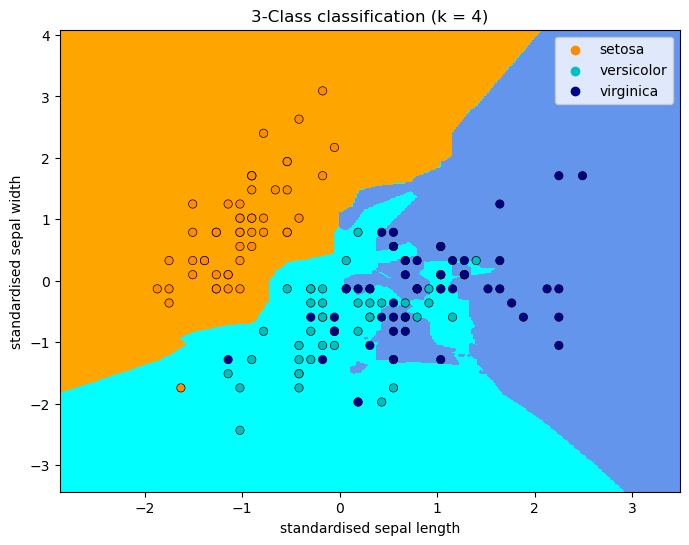 3-Class classification (k = 4)
setosa
versicolor
virginica
4
3
2
1
0
−1
−2
−3
standardised sepal width
−2
−1
0
1
2
3
standardised sepal length